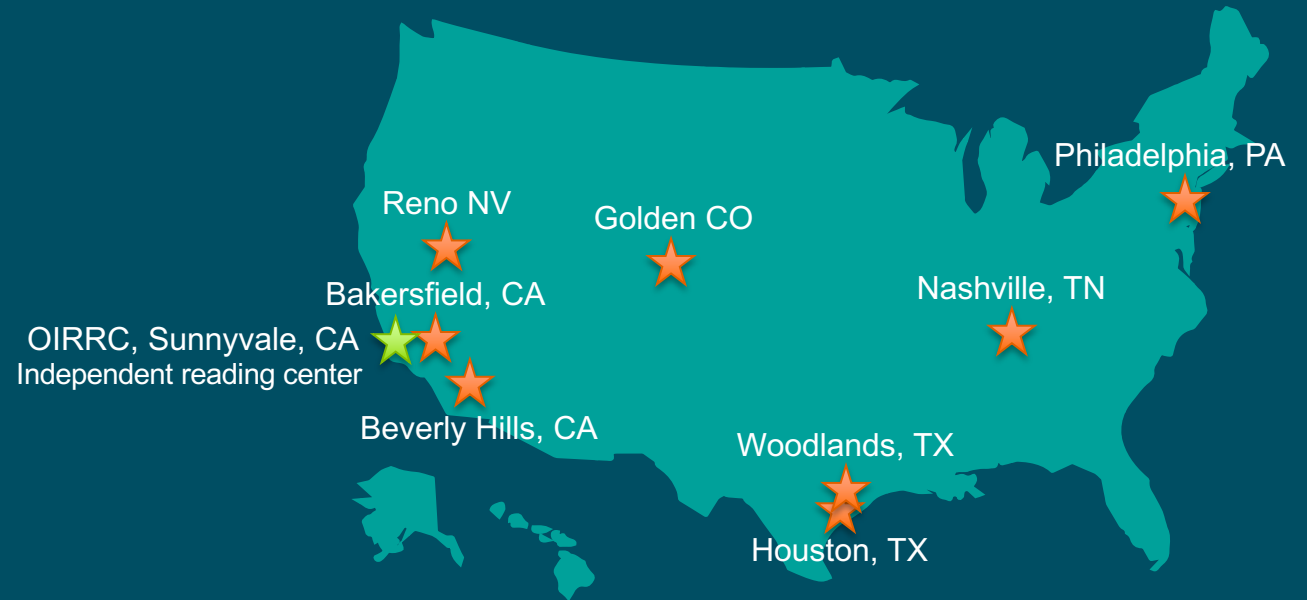 Philadelphia, PA
Reno NV
Golden CO
Nashville, TN
Bakersfield, CA
OIRRC, Sunnyvale, CA
Independent reading center
Beverly Hills, CA
Woodlands, TX
Houston, TX